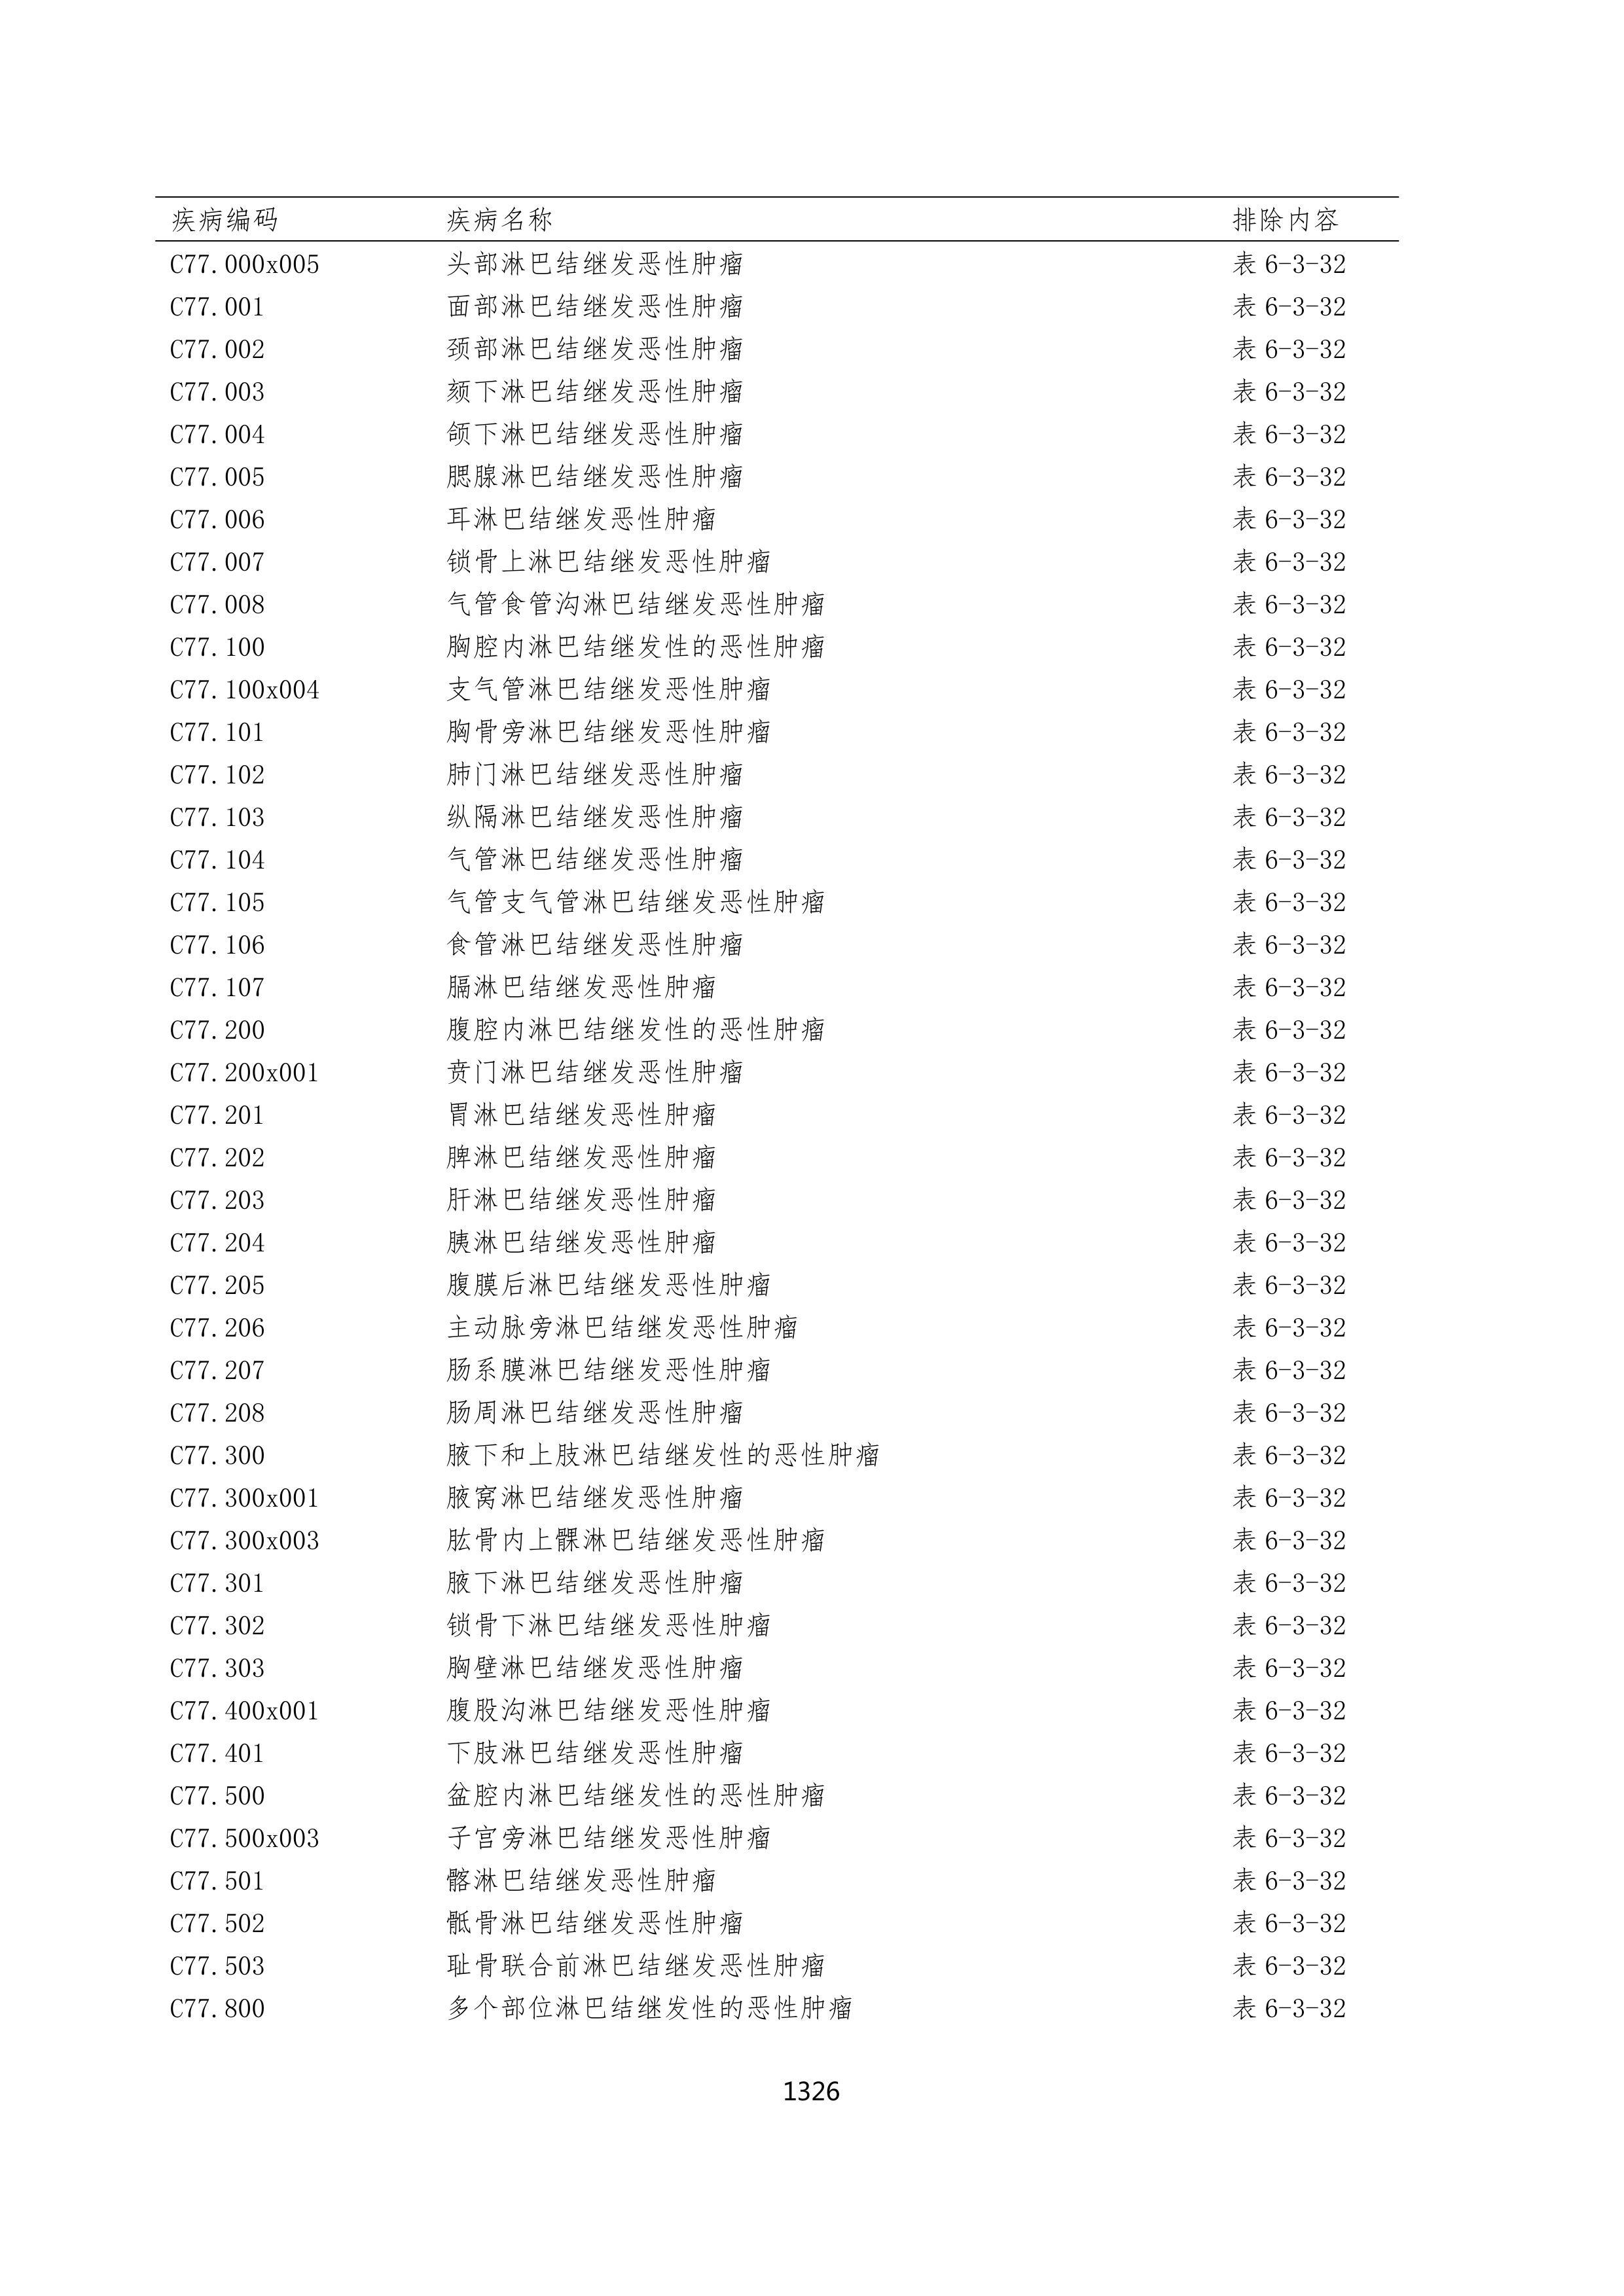 疾病编码 疾病名称 排除内容
C77.000x005 头部淋巴结继发恶性肿瘤 表 6-3-32
C77.001 面部淋巴结继发恶性肿瘤 表 6-3-32
C77.002 颈部淋巴结继发恶性肿瘤 表 6-3-32
C77.003 颏下淋巴结继发恶性肿瘤 表 6-3-32
C77.004 颌下淋巴结继发恶性肿瘤 表 6-3-32
C77.005 腮腺淋巴结继发恶性肿瘤 表 6-3-32
C77.006 耳淋巴结继发恶性肿瘤 表 6-3-32
C77.007 锁骨上淋巴结继发恶性肿瘤 表 6-3-32
C77.008 气管食管沟淋巴结继发恶性肿瘤 表 6-3-32
C77.100 胸腔内淋巴结继发性的恶性肿瘤 表 6-3-32
C77.100x004 支气管淋巴结继发恶性肿瘤 表 6-3-32
C77.101 胸骨旁淋巴结继发恶性肿瘤 表 6-3-32
C77.102 肺门淋巴结继发恶性肿瘤 表 6-3-32
C77.103 纵隔淋巴结继发恶性肿瘤 表 6-3-32
C77.104 气管淋巴结继发恶性肿瘤 表 6-3-32
C77.105 气管支气管淋巴结继发恶性肿瘤 表 6-3-32
C77.106 食管淋巴结继发恶性肿瘤 表 6-3-32
C77.107 膈淋巴结继发恶性肿瘤 表 6-3-32
C77.200 腹腔内淋巴结继发性的恶性肿瘤 表 6-3-32
C77.200x001 贲门淋巴结继发恶性肿瘤 表 6-3-32
C77.201 胃淋巴结继发恶性肿瘤 表 6-3-32
C77.202 脾淋巴结继发恶性肿瘤 表 6-3-32
C77.203 肝淋巴结继发恶性肿瘤 表 6-3-32
C77.204 胰淋巴结继发恶性肿瘤 表 6-3-32
C77.205 腹膜后淋巴结继发恶性肿瘤 表 6-3-32
C77.206 主动脉旁淋巴结继发恶性肿瘤 表 6-3-32
C77.207 肠系膜淋巴结继发恶性肿瘤 表 6-3-32
C77.208 肠周淋巴结继发恶性肿瘤 表 6-3-32
C77.300 腋下和上肢淋巴结继发性的恶性肿瘤 表 6-3-32
C77.300x001 腋窝淋巴结继发恶性肿瘤 表 6-3-32
C77.300x003 肱骨内上髁淋巴结继发恶性肿瘤 表 6-3-32
C77.301 腋下淋巴结继发恶性肿瘤 表 6-3-32
C77.302 锁骨下淋巴结继发恶性肿瘤 表 6-3-32
C77.303 胸壁淋巴结继发恶性肿瘤 表 6-3-32
C77.400x001 腹股沟淋巴结继发恶性肿瘤 表 6-3-32
C77.401 下肢淋巴结继发恶性肿瘤 表 6-3-32
C77.500 盆腔内淋巴结继发性的恶性肿瘤 表 6-3-32
C77.500x003 子宫旁淋巴结继发恶性肿瘤 表 6-3-32
C77.501 髂淋巴结继发恶性肿瘤 表 6-3-32
C77.502 骶骨淋巴结继发恶性肿瘤 表 6-3-32
C77.503 耻骨联合前淋巴结继发恶性肿瘤 表 6-3-32
C77.800 多个部位淋巴结继发性的恶性肿瘤 表 6-3-32
1326